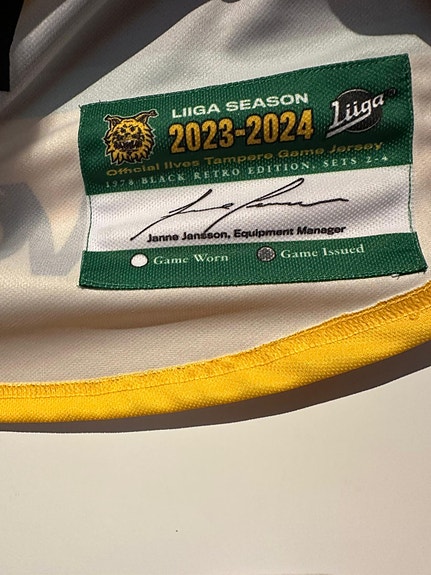 LIIGA SEASON
2023-2024
Liiga
Official Ilves Tampere Game Jersey
1978 BLACK RETRO EDITION, SETS 2-4
Janne Jansson, Equipment Manager
Game Worn
Game Issued